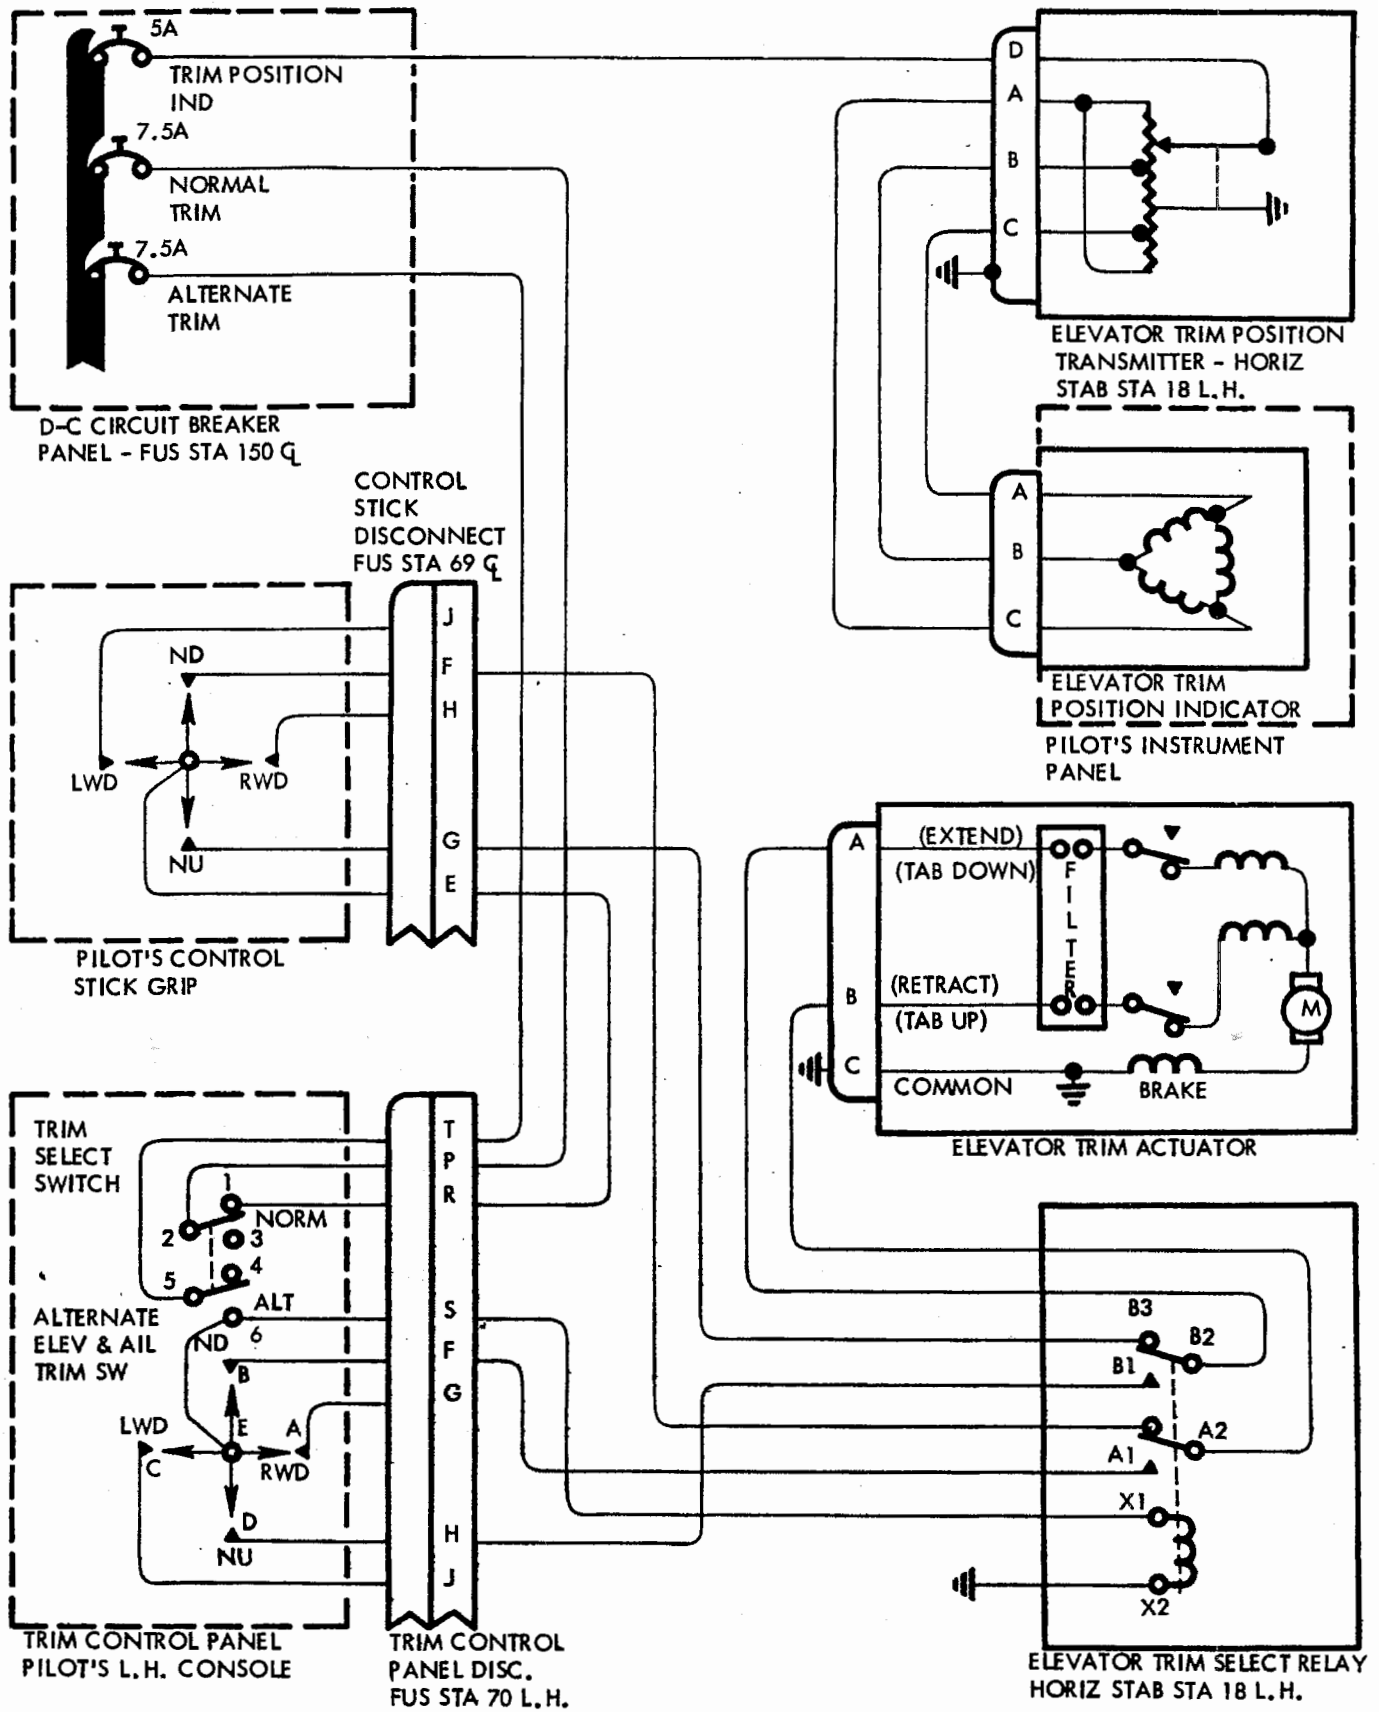 5A
TRIM POSITION
IND
7.5A
NORMAL
TRIM
7.5A
ALTERNATE
TRIM
D-C CIRCUIT BREAKER
PANEL - FUS STA 150 ℄
D
A
B
C
ELEVATOR TRIM POSITION
TRANSMITTER - HORIZ
STAB STA 18 L.H.
A
B
C
ELEVATOR TRIM
POSITION INDICATOR
PILOT'S INSTRUMENT
PANEL
CONTROL
STICK
DISCONNECT
FUS STA 69 ℄
J
F
H
G
E
ND
LWD
RWD
NU
PILOT'S CONTROL
STICK GRIP
A
(EXTEND)
(TAB DOWN)
FILTER
B
(RETRACT)
(TAB UP)
M
C
COMMON
BRAKE
ELEVATOR TRIM ACTUATOR
TRIM
SELECT
SWITCH
1
NORM
2
3
4
5
ALT
6
ALTERNATE
ELEV & AIL
TRIM SW
ND
B
LWD
E
A
C
RWD
D
NU
T
P
R
S
F
G
H
J
TRIM CONTROL PANEL
PILOT'S L.H. CONSOLE
TRIM CONTROL
PANEL DISC.
FUS STA 70 L.H.
B3
B2
B1
A2
A1
X1
X2
ELEVATOR TRIM SELECT RELAY
HORIZ STAB STA 18 L.H.